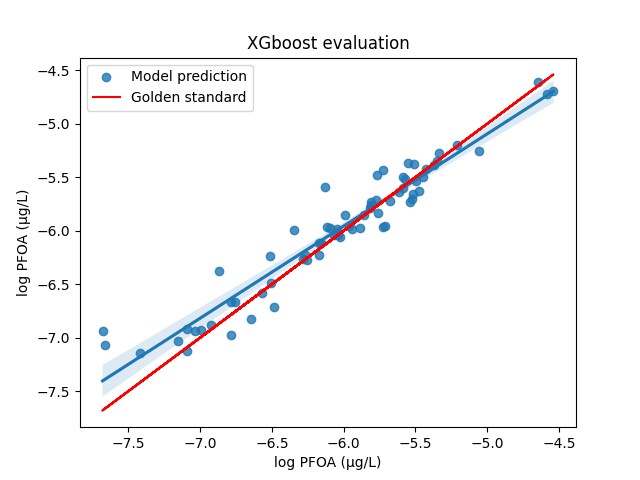 XGboost evaluation
Model prediction
Golden standard
log PFOA (μg/L)
−4.5
−5.0
−5.5
−6.0
−6.5
−7.0
−7.5
−7.5 −7.0 −6.5 −6.0 −5.5 −5.0 −4.5
log PFOA (μg/L)